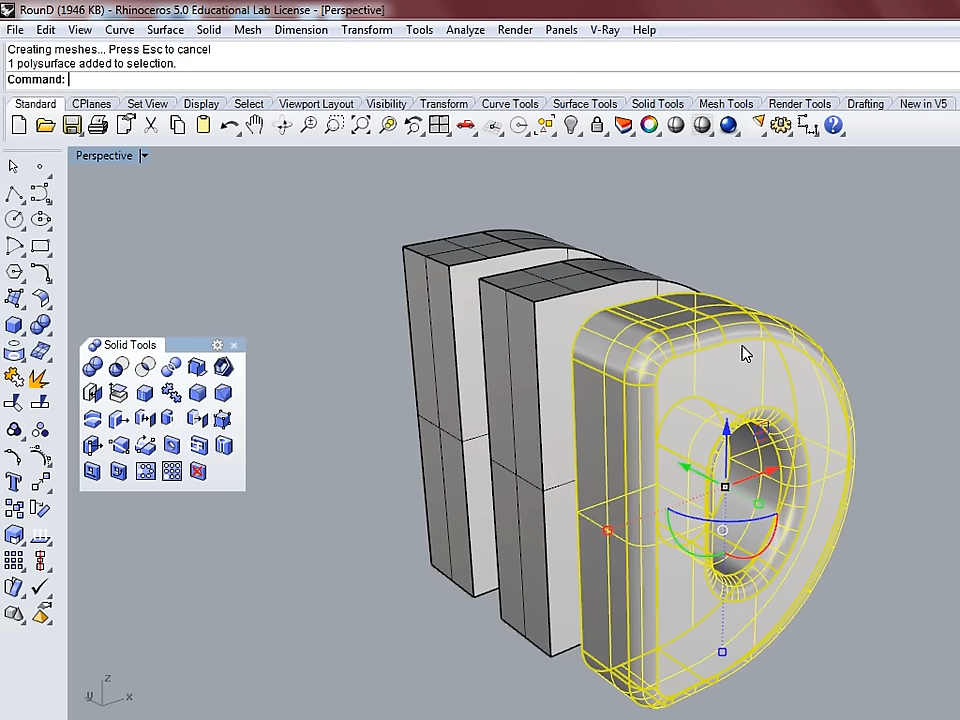 RounD (1946 KB) - Rhinoceros 5.0 Educational Lab License - [Perspective]
File Edit View Curve Surface Solid Mesh Dimension Transform Tools Analyze Render Panels V-Ray Help
Creating meshes... Press Esc to cancel
1 polysurface added to selection.
Command:
Standard CPlanes Set View Display Select Viewport Layout Visibility Transform Curve Tools Surface Tools Solid Tools Mesh Tools Render Tools Drafting New in V5
Perspective
Solid Tools
z
y x